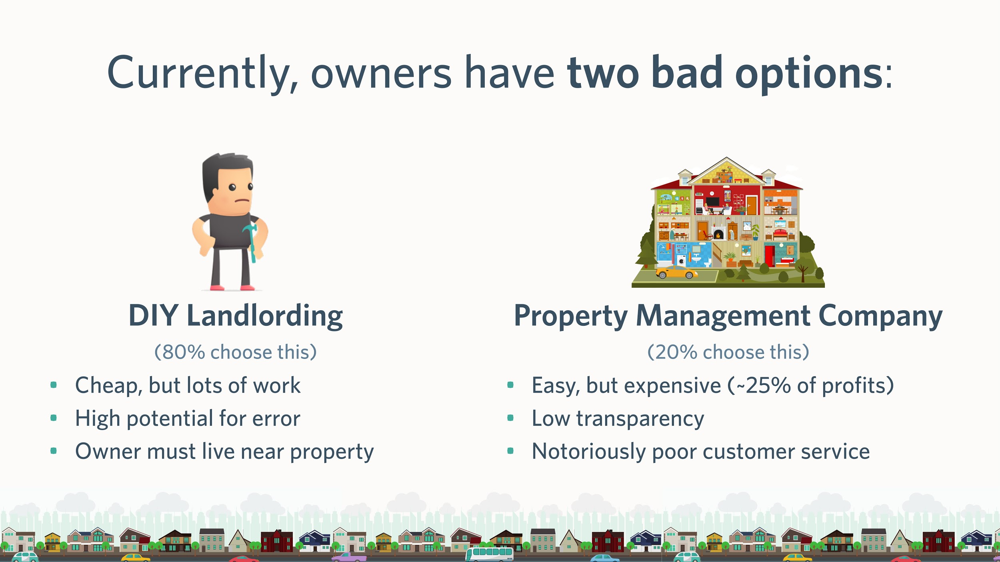 Currently, owners have two bad options:
DIY Landlording
(80% choose this)
• Cheap, but lots of work
• High potential for error
• Owner must live near property
Property Management Company
(20% choose this)
• Easy, but expensive (~25% of profits)
• Low transparency
• Notoriously poor customer service